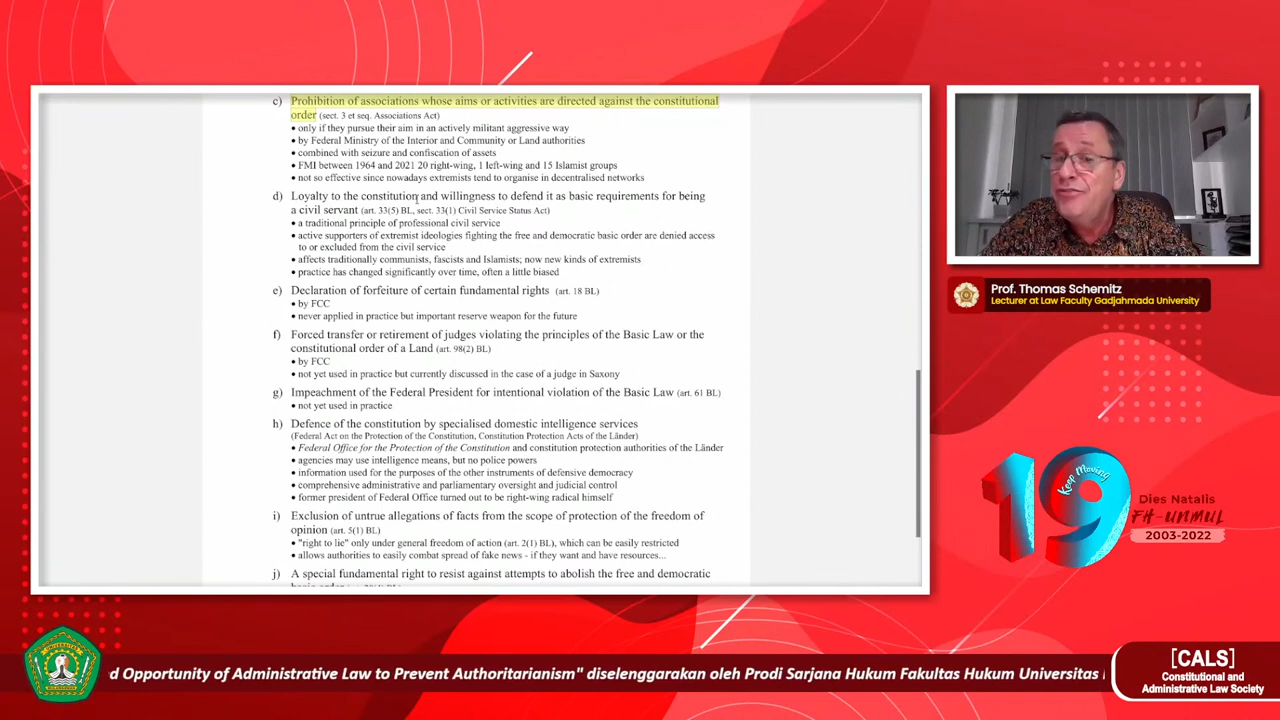 c) Prohibition of associations whose aims or activities are directed against the constitutional
order (sect. 3 et seq. Associations Act)
• only if they pursue their aim in an actively militant aggressive way
• by Federal Ministry of the Interior and Community or Land authorities
• combined with seizure and confiscation of assets
• FMI between 1964 and 2021 20 right-wing, 1 left-wing and 15 Islamist groups
• not so effective since nowadays extremists tend to organise in decentralised networks
d) Loyalty to the constitution and willingness to defend it as basic requirements for being
a civil servant (art. 33(5) BL, sect. 33(1) Civil Service Status Act)
• a traditional principle of professional civil service
• active supporters of extremist ideologies fighting the free and democratic basic order are denied access
to or excluded from the civil service
• affects traditionally communists, fascists and Islamists; now new kinds of extremists
• practice has changed significantly over time, often a little biased
e) Declaration of forfeiture of certain fundamental rights (art. 18 BL)
• by FCC
• never applied in practice but important reserve weapon for the future
f) Forced transfer or retirement of judges violating the principles of the Basic Law or the
constitutional order of a Land (art. 98(2) BL)
• by FCC
• not yet used in practice but currently discussed in the case of a judge in Saxony
g) Impeachment of the Federal President for intentional violation of the Basic Law (art. 61 BL)
• not yet used in practice
h) Defence of the constitution by specialised domestic intelligence services
(Federal Act on the Protection of the Constitution, Constitution Protection Acts of the Länder)
• Federal Office for the Protection of the Constitution and constitution protection authorities of the Länder
• agencies may use intelligence means, but no police powers
• information used for the purposes of the other instruments of defensive democracy
• comprehensive administrative and parliamentary oversight and judicial control
• former president of Federal Office turned out to be right-wing radical himself
i) Exclusion of untrue allegations of facts from the scope of protection of the freedom of
opinion (art. 5(1) BL)
• "right to lie" only under general freedom of action (art. 2(1) BL), which can be easily restricted
• allows authorities to easily combat spread of fake news - if they want and have resources...
j) A special fundamental right to resist against attempts to abolish the free and democratic
Prof. Thomas Schemitz
Lecturer at Law Faculty Gadjahmada University
19
Keep Moving
Dies Natalis
FH-UNMUL
2003-2022
d Opportunity of Administrative Law to Prevent Authoritarianism" diselenggarakan oleh Prodi Sarjana Hukum Fakultas Hukum Universitas
[CALS]
Constitutional and
Administrative Law Society